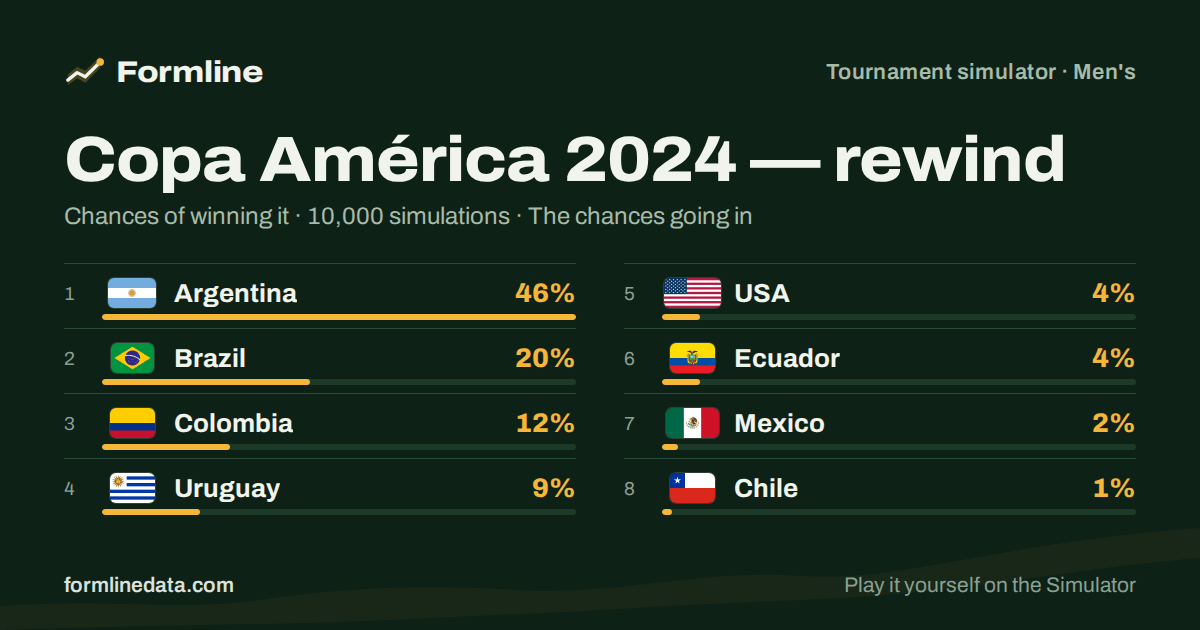 Formline
Tournament simulator · Men's
Copa América 2024 — rewind
Chances of winning it · 10,000 simulations · The chances going in
1 Argentina 46%
2 Brazil 20%
3 Colombia 12%
4 Uruguay 9%
5 USA 4%
6 Ecuador 4%
7 Mexico 2%
8 Chile 1%
formlinedata.com
Play it yourself on the Simulator